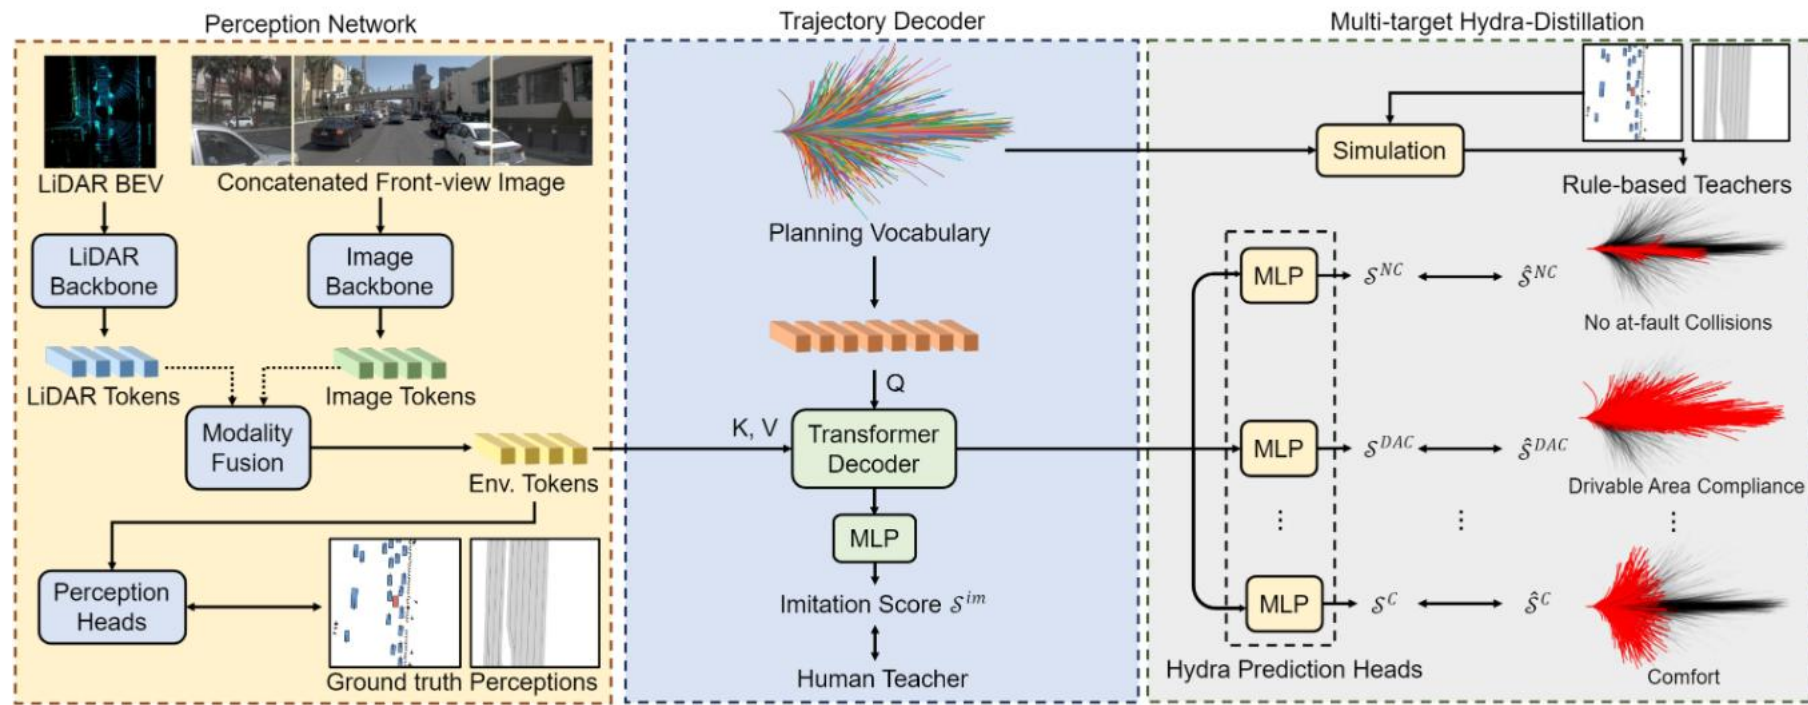 Perception Network
LiDAR BEV
Concatenated Front-view Image
LiDAR
Backbone
Image
Backbone
LiDAR Tokens
Image Tokens
Modality
Fusion
Env. Tokens
Perception
Heads
Ground truth Perceptions
Trajectory Decoder
Planning Vocabulary
Q
K, V
Transformer
Decoder
MLP
Imitation Score 𝒮^{im}
Human Teacher
Multi-target Hydra-Distillation
Simulation
Rule-based Teachers
MLP 𝒮^{NC} Ŝ^{NC}
No at-fault Collisions
MLP 𝒮^{DAC} Ŝ^{DAC}
Drivable Area Compliance
⋮ ⋮ ⋮
MLP 𝒮^{C} Ŝ^{C}
Hydra Prediction Heads
Comfort